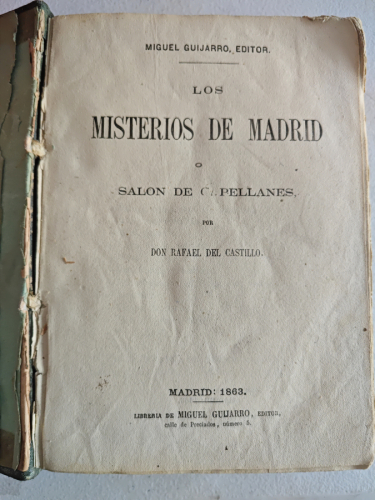 MIGUEL GUIJARRO, EDITOR.
LOS
MISTERIOS DE MADRID
O
SALON DE CAPELLANES,
POR
DON RAFAEL DEL CASTILLO.
MADRID: 1863.
LIBRERIA DE MIGUEL GUIJARRO, EDITOR,
calle de Preciados, número 5.